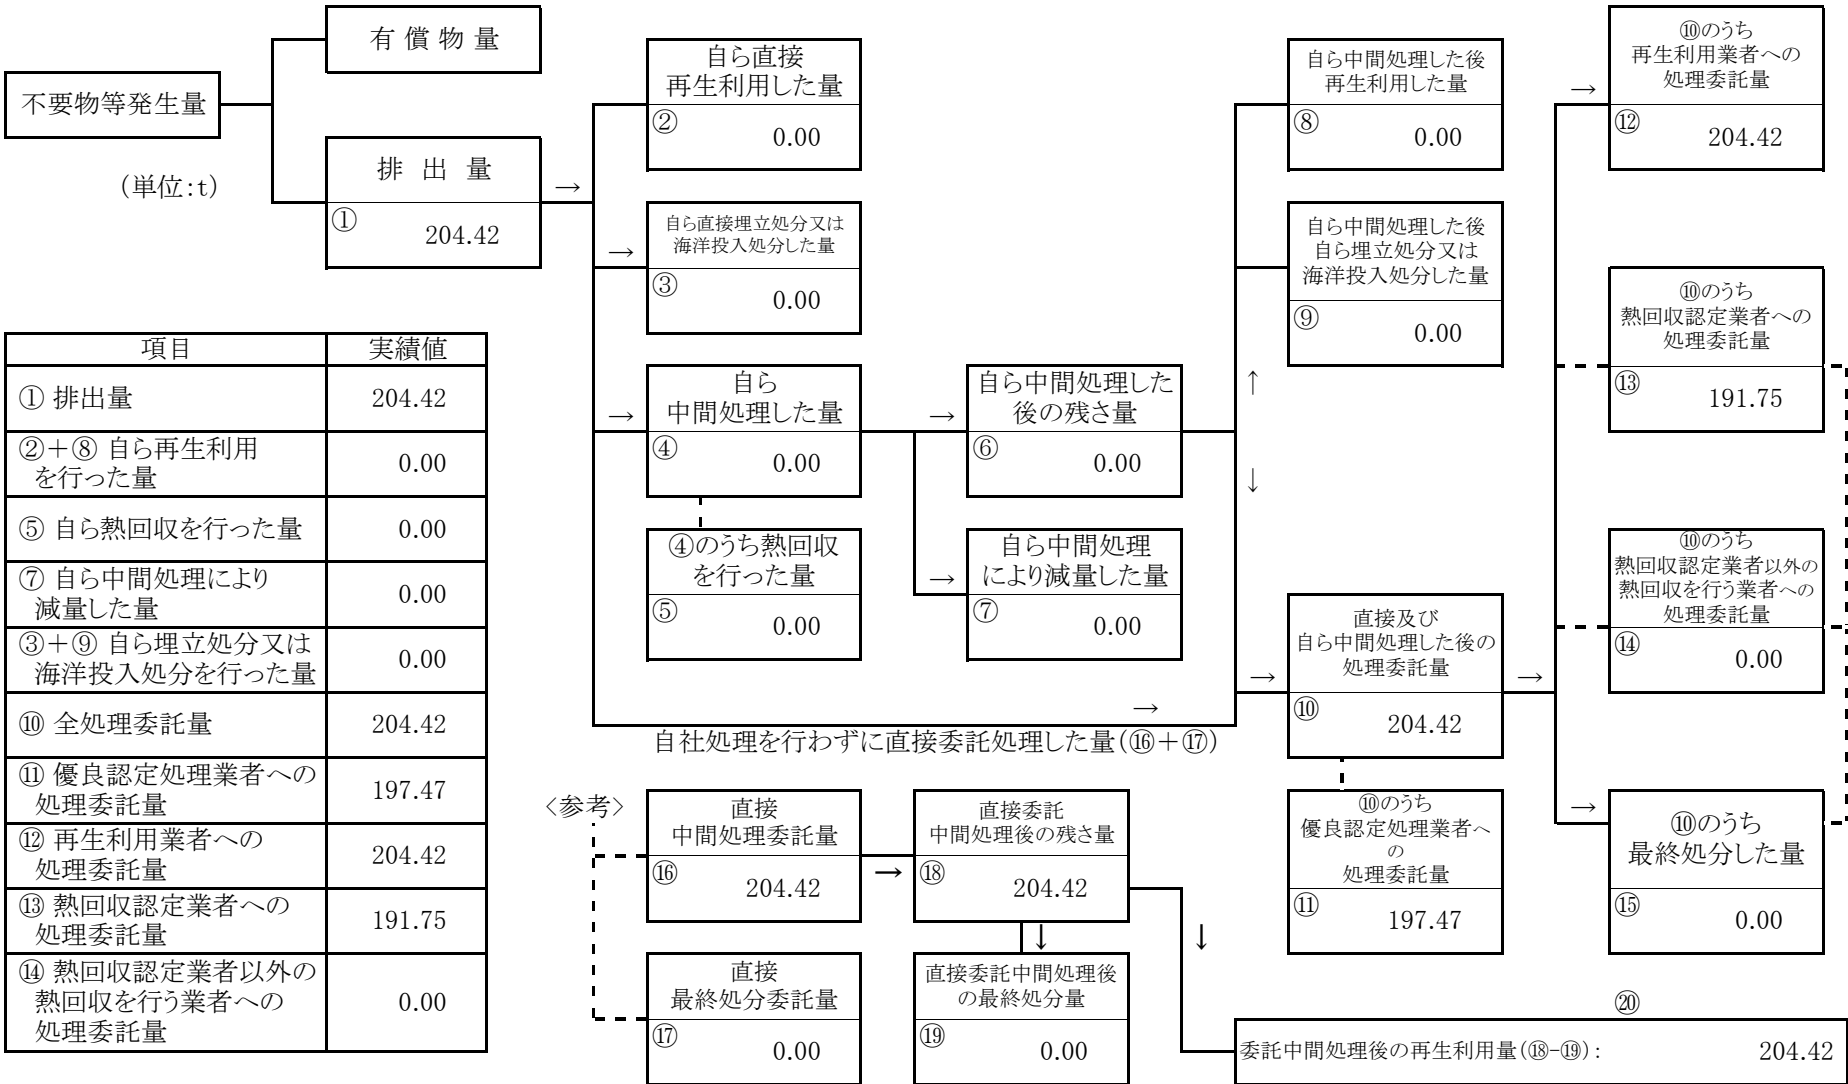 不要物等発生量
(単位:t)
有 償 物 量
排 出 量
①
204.42
→
自ら直接
再生利用した量
②
0.00
→
自ら直接埋立処分又は
海洋投入処分した量
③
0.00
→
自ら
中間処理した量
④
0.00
④のうち熱回収
を行った量
⑤
0.00
→
自ら中間処理した
後の残さ量
⑥
0.00
→
自ら中間処理
により減量した量
⑦
0.00
↑
↓
自ら中間処理した後
再生利用した量
⑧
0.00
自ら中間処理した後
自ら埋立処分又は
海洋投入処分した量
⑨
0.00
→
自社処理を行わずに直接委託処理した量(⑯+⑰)
→
直接及び
自ら中間処理した後の
処理委託量
⑩
204.42
→
⑩のうち
優良認定処理業者へ
の
処理委託量
⑪
197.47
→
⑩のうち
再生利用業者への
処理委託量
⑫
204.42
⑩のうち
熱回収認定業者への
処理委託量
⑬
191.75
⑩のうち
熱回収認定業者以外の
熱回収を行う業者への
処理委託量
⑭
0.00
→
⑩のうち
最終処分した量
⑮
0.00
項目 実績値
① 排出量 204.42
②+⑧ 自ら再生利用
を行った量
0.00
⑤ 自ら熱回収を行った量 0.00
⑦ 自ら中間処理により
減量した量
0.00
③+⑨ 自ら埋立処分又は
海洋投入処分を行った量
0.00
⑩ 全処理委託量 204.42
⑪ 優良認定処理業者への
処理委託量
197.47
⑫ 再生利用業者への
処理委託量
204.42
⑬ 熱回収認定業者への
処理委託量
191.75
⑭ 熱回収認定業者以外の
熱回収を行う業者への
処理委託量
0.00
<参考>
直接
中間処理委託量
⑯
204.42
→
直接委託
中間処理後の残さ量
⑱
204.42
↓
↓
直接
最終処分委託量
⑰
0.00
直接委託中間処理後
の最終処分量
⑲
0.00
⑳
委託中間処理後の再生利用量(⑱-⑲): 204.42